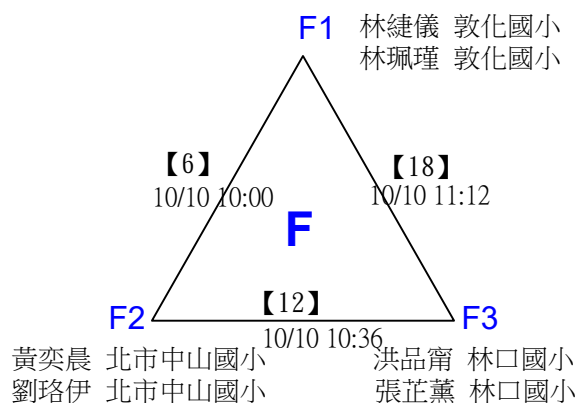 F1 林緁儀 敦化國小
林珮瑾 敦化國小
【6】
10/10 10:00
【18】
10/10 11:12
F
F2
【12】
F3
10/10 10:36
黃奕晨 北市中山國小
劉珞伊 北市中山國小
洪品甯 林口國小
張芷薰 林口國小